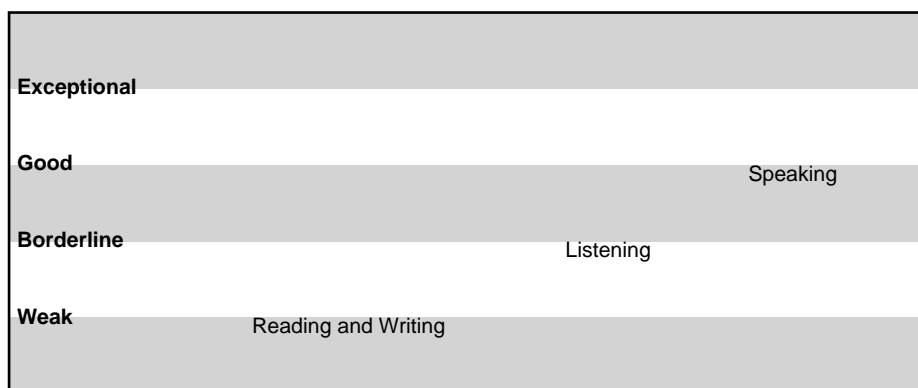 Exceptional
Good
Speaking
Borderline
Listening
Weak
Reading and Writing